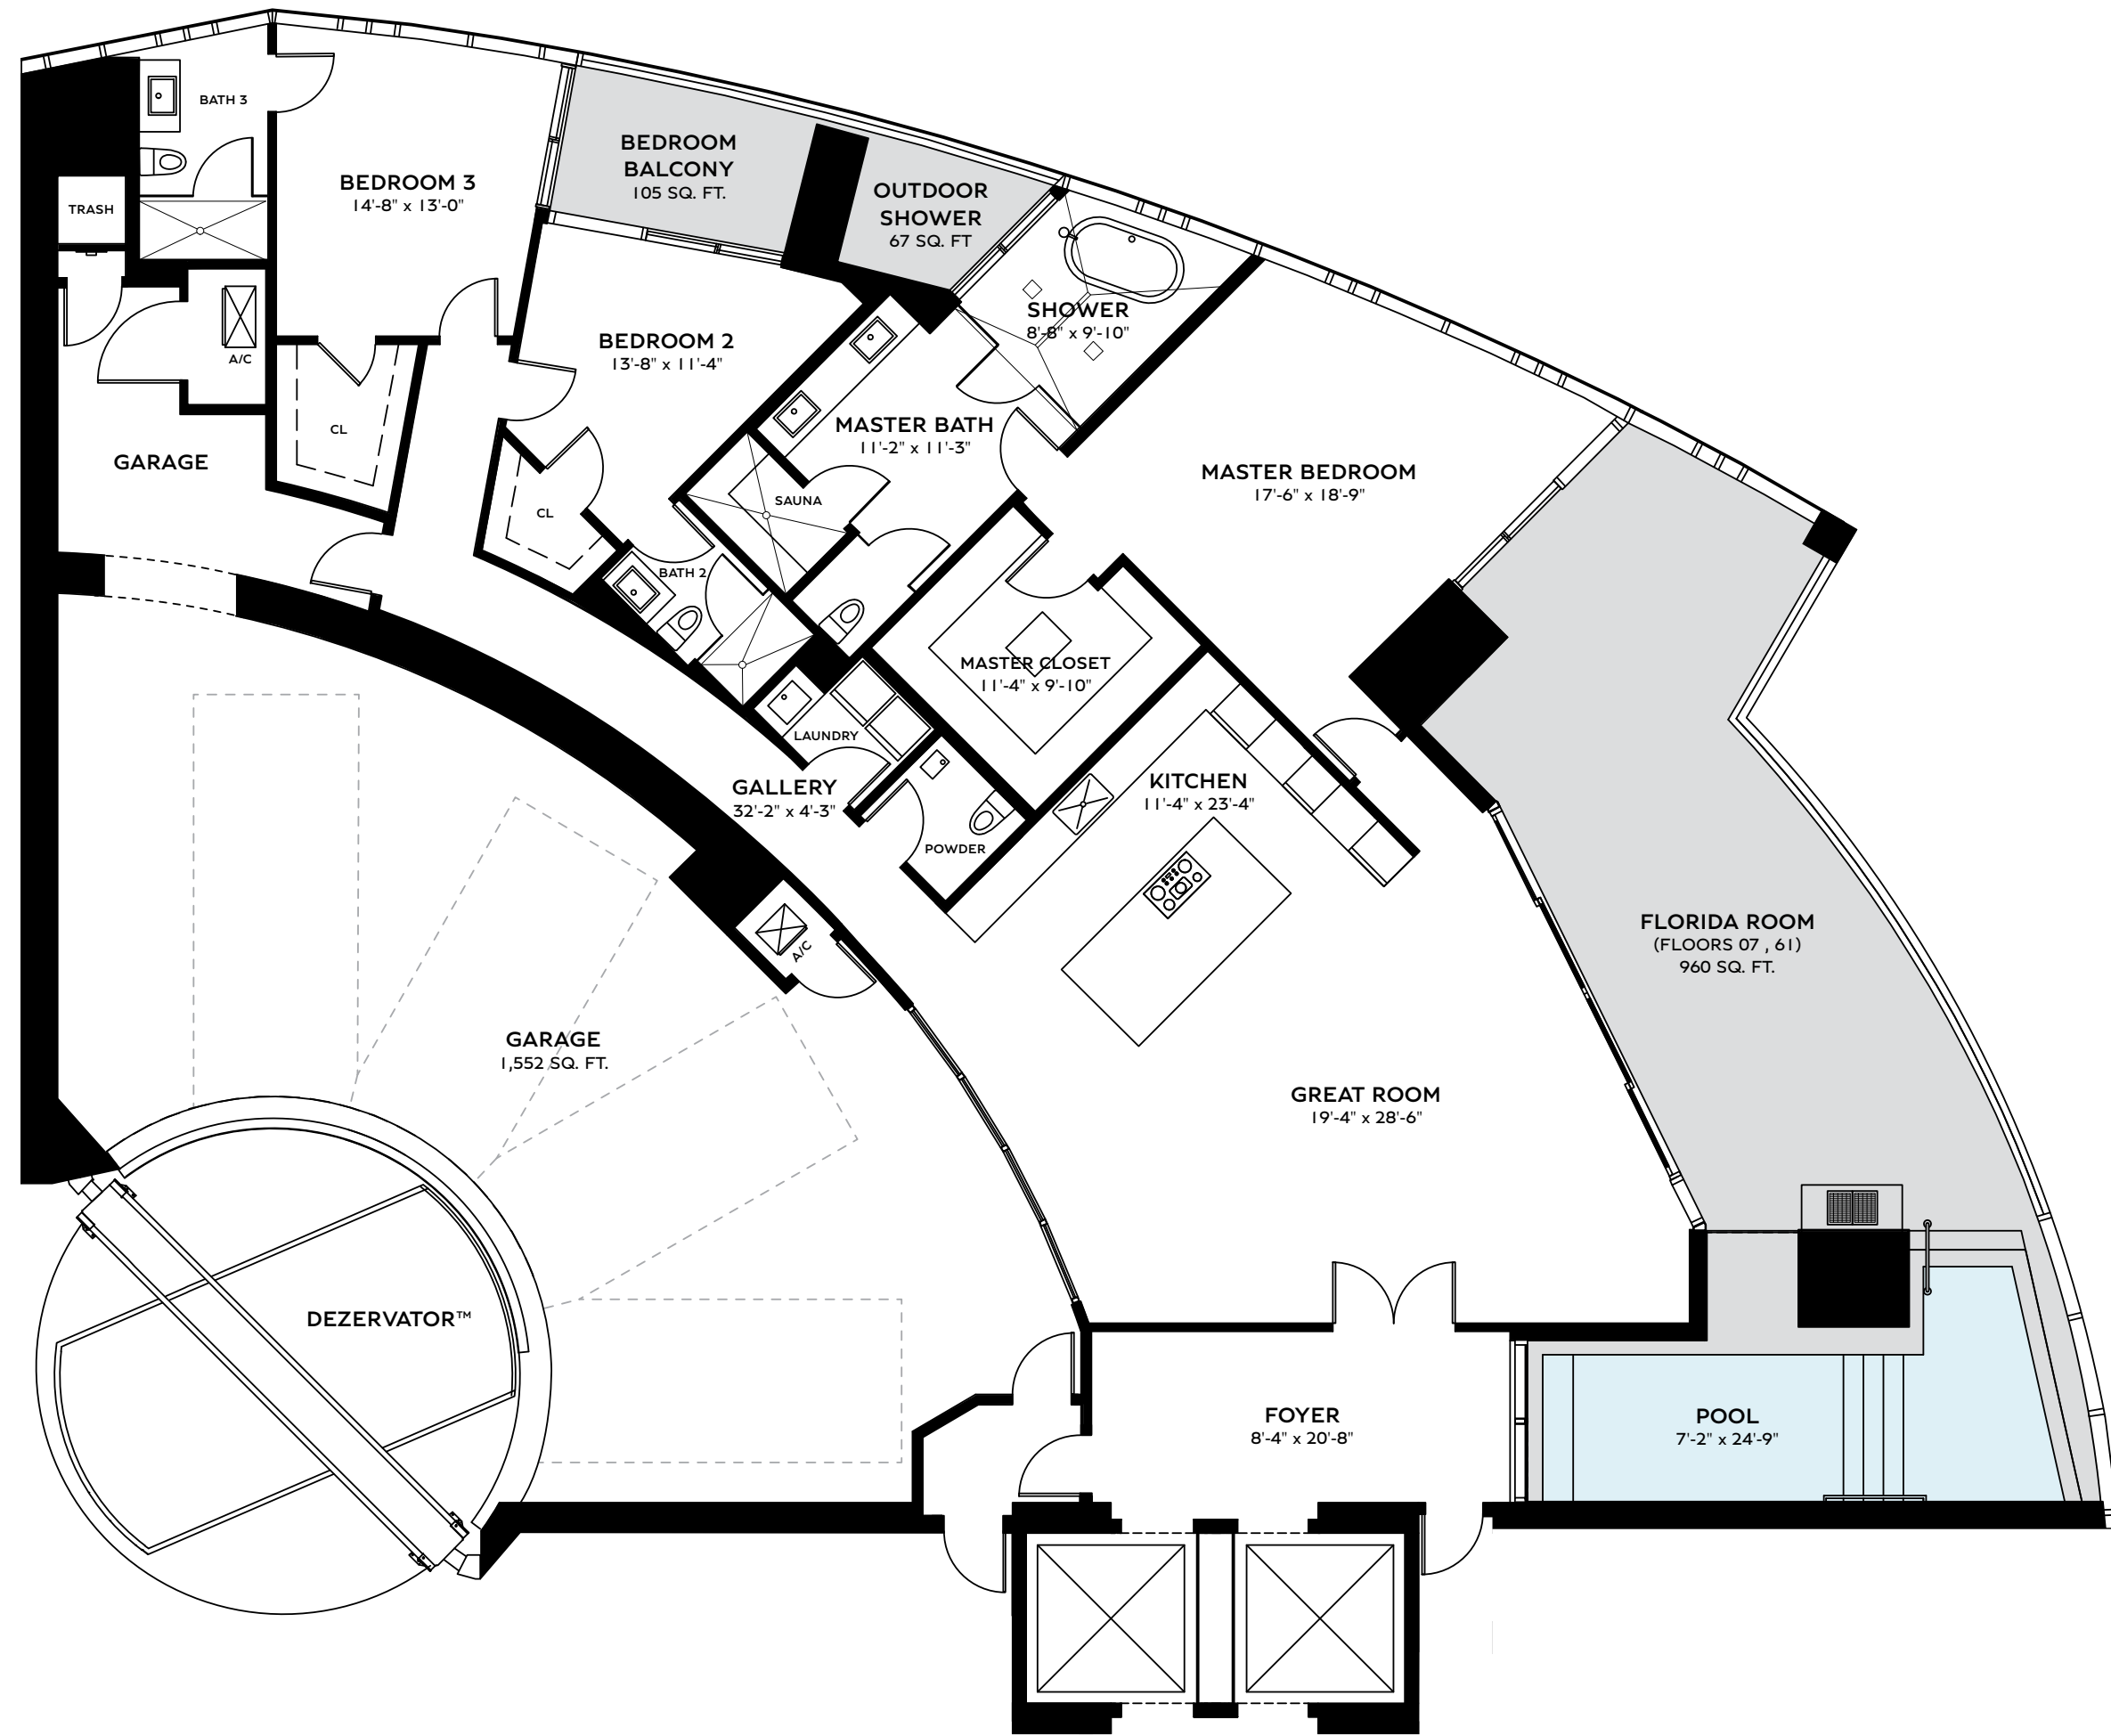 BATH 3
BEDROOM
BALCONY
105 SQ. FT.
BEDROOM 3
14'-8" x 13'-0"
OUTDOOR
SHOWER
67 SQ. FT
TRASH
SHOWER
8'-8" x 9'-10"
A/C
BEDROOM 2
13'-8" x 11'-4"
CL
MASTER BATH
11'-2" x 11'-3"
GARAGE
MASTER BEDROOM
17'-6" x 18'-9"
SAUNA
CL
BATH 2
MASTER CLOSET
11'-4" x 9'-10"
LAUNDRY
GALLERY
32'-2" x 4'-3"
KITCHEN
11'-4" x 23'-4"
POWDER
A/C
FLORIDA ROOM
(FLOORS 07 , 61)
960 SQ. FT.
GARAGE
1,552 SQ. FT.
GREAT ROOM
19'-4" x 28'-6"
DEZERVATOR™
FOYER
8'-4" x 20'-8"
POOL
7'-2" x 24'-9"